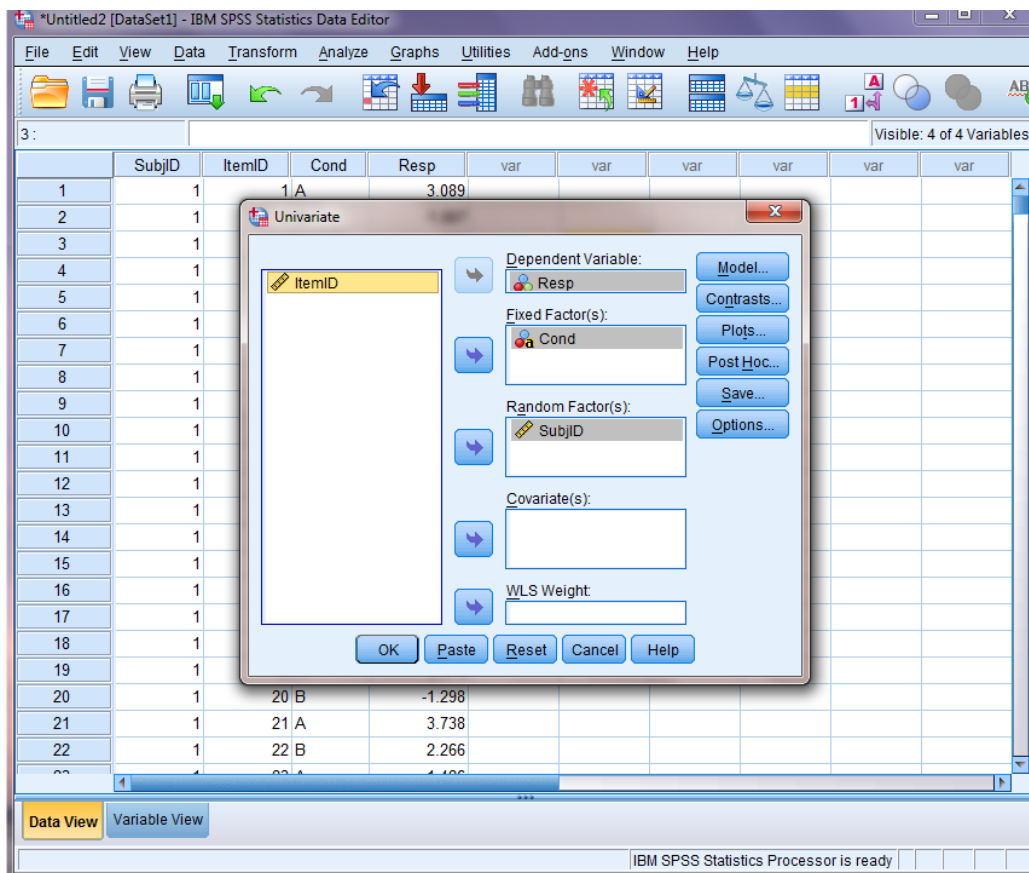 *Untitled2 [DataSet1] - IBM SPSS Statistics Data Editor
File Edit View Data Transform Analyze Graphs Utilities Add-ons Window Help
A
1
3 :
Visible: 4 of 4 Variables
SubjID ItemID Cond Resp var var var var var var
1 1 1 A 3.089
2 1
3 1
4 1
5 1
6 1
7 1
8 1
9 1
10 1
11 1
12 1
13 1
14 1
15 1
16 1
17 1
18 1
19 1
20 1 20 B -1.298
21 1 21 A 3.738
22 1 22 B 2.266
Univariate
ItemID
Dependent Variable:
Resp
Fixed Factor(s):
a Cond
Random Factor(s):
SubjID
Covariate(s):
WLS Weight:
Model...
Contrasts...
Plots...
Post Hoc...
Save...
Options...
OK Paste Reset Cancel Help
Data View Variable View
IBM SPSS Statistics Processor is ready